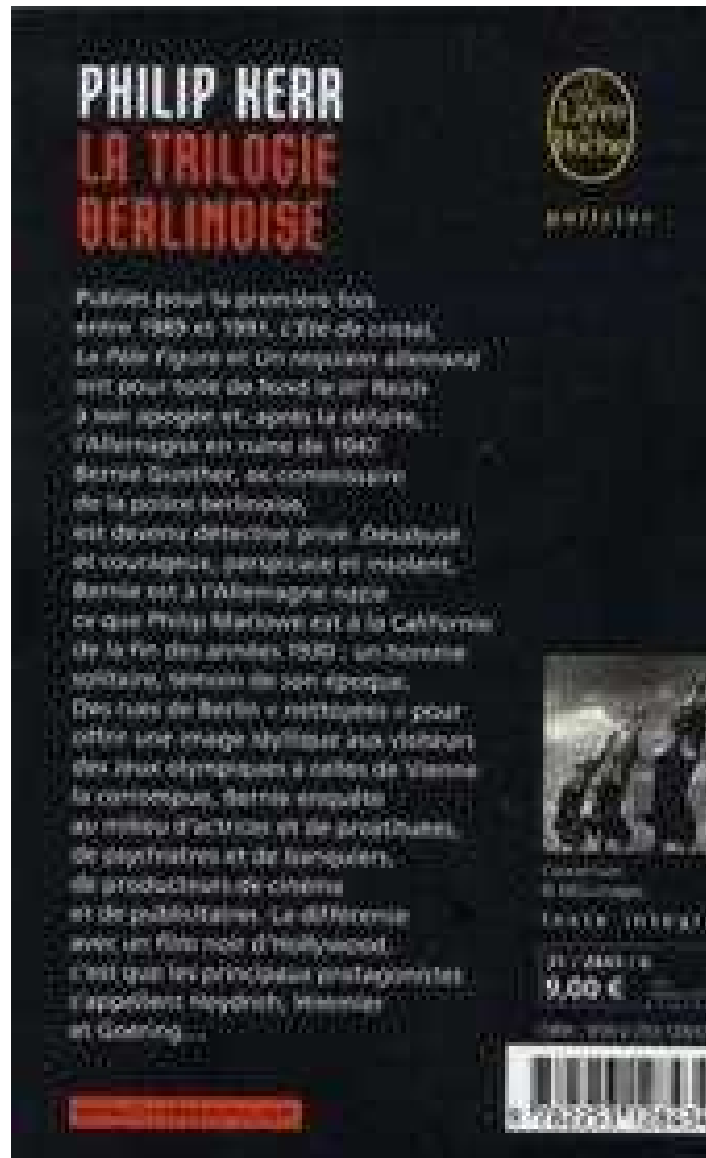 PHILIP KERR
LA TRILOGIE
BERLINOISE
Le Livre de Poche
policier
Publiés pour la première fois
entre 1989 et 1991, L'Été de cristal,
La Pâle Figure et Un requiem allemand
ont pour toile de fond le IIIe Reich
à son apogée et, après la défaite,
l'Allemagne en ruine de 1947.
Bernie Gunther, ex-commissaire
de la police berlinoise,
est devenu détective privé. Désabusé
et courageux, perspicace et insolent,
Bernie est à l'Allemagne nazie
ce que Philip Marlowe est à la Californie
de la fin des années 1930 : un homme
solitaire, témoin de son époque.
Des rues de Berlin « nettoyées » pour
offrir une image idyllique aux visiteurs
des Jeux olympiques à celles de Vienne
la corrompue, Bernie enquête
au milieu d'actrices et de prostituées,
de psychiatres et de banquiers,
de producteurs de cinéma
et de publicitaires. La différence
avec un film noir d'Hollywood,
c'est que les principaux protagonistes
s'appellent Heydrich, Himmler
et Goering...
Couverture :
texte intégr
9,00 €